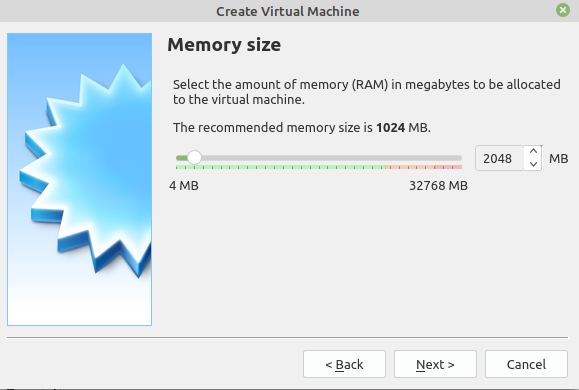 Create Virtual Machine
Memory size
Select the amount of memory (RAM) in megabytes to be allocated
to the virtual machine.
The recommended memory size is 1024 MB.
2048 MB
4 MB 32768 MB
< Back Next > Cancel